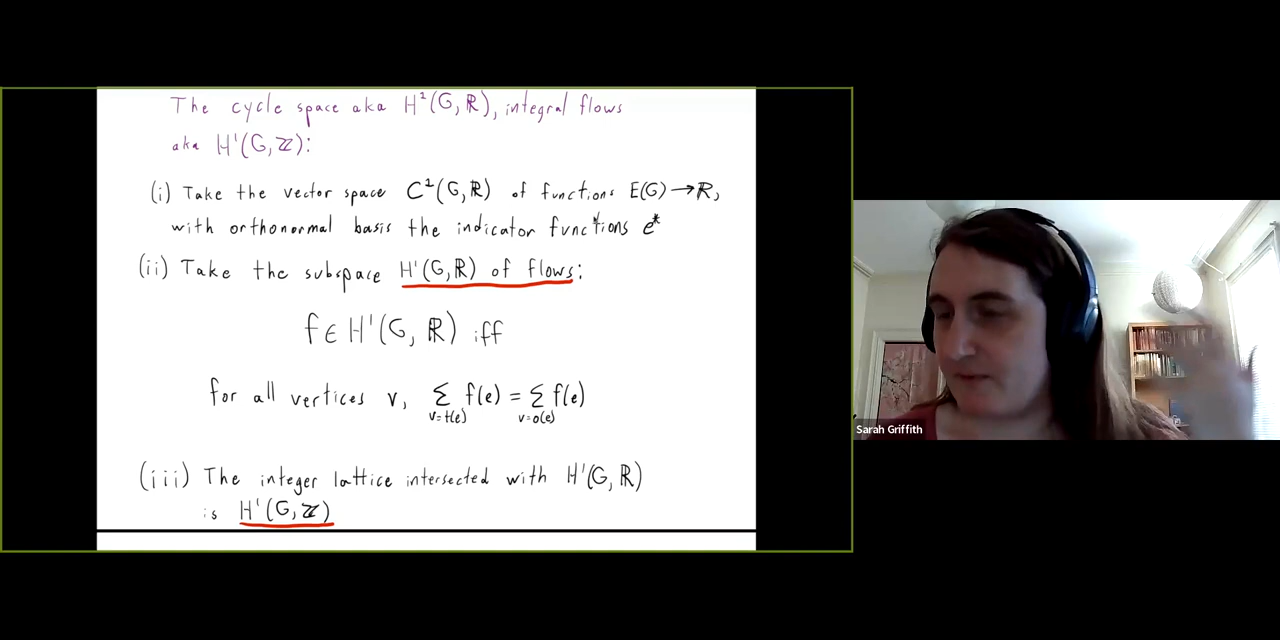 The cycle space aka H¹(G, ℝ), integral flows
aka H¹(G, ℤ):
(i) Take the vector space C¹(G, ℝ) of functions E(G) → ℝ,
with orthonormal basis the indicator functions e*
(ii) Take the subspace H¹(G, ℝ) of flows:
f ∈ H¹(G, ℝ) iff
for all vertices v, Σ f(e) = Σ f(e)
v=t(e) v=o(e)
(iii) The integer lattice intersected with H¹(G, ℝ)
is H¹(G, ℤ)
Sarah Griffith